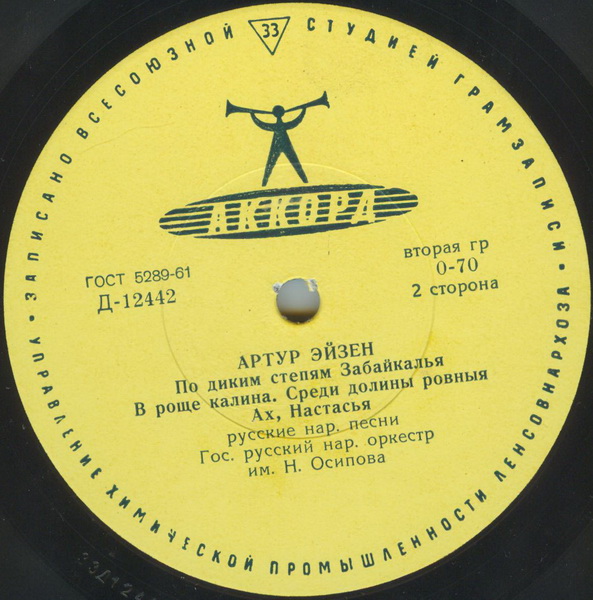 ЗАПИСАНО ВСЕСОЮЗНОЙ 33 СТУДИЕЙ ГРАМЗАПИСИ
АККОРД
ГОСТ 5289-61
Д-12442
вторая гр
0-70
2 сторона
АРТУР ЭЙЗЕН
По диким степям Забайкалья
В роще калина. Среди долины ровныя
Ах, Настасья
русские нар. песни
Гос. русский нар. оркестр
им. Н. Осипова
УПРАВЛЕНИЕ ХИМИЧЕСКОЙ ПРОМЫШЛЕННОСТИ ЛЕНСОВНАРХОЗА